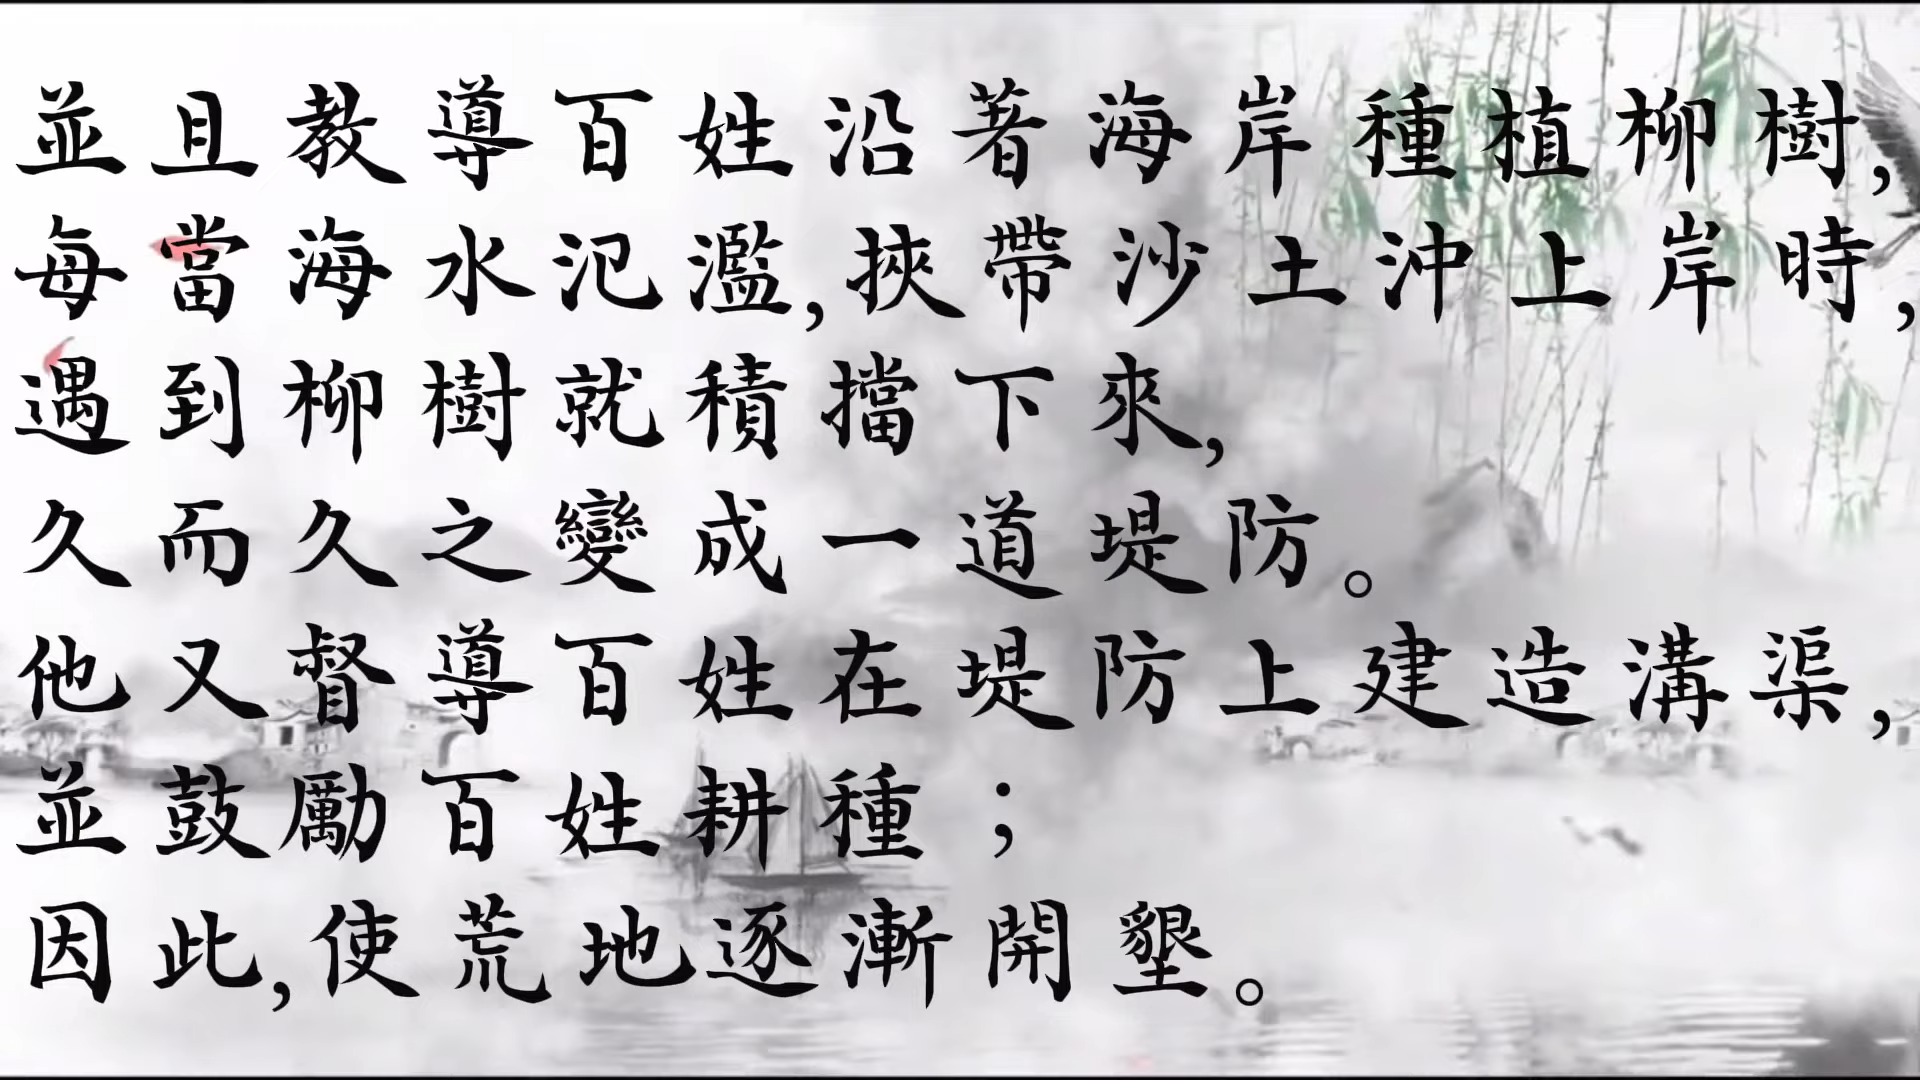 並且教導百姓沿著海岸種植柳樹,
每當海水氾濫,挾帶沙土沖上岸時,
遇到柳樹就積擋下來,
久而久之變成一道堤防。
他又督導百姓在堤防上建造溝渠,
並鼓勵百姓耕種；
因此,使荒地逐漸開墾。